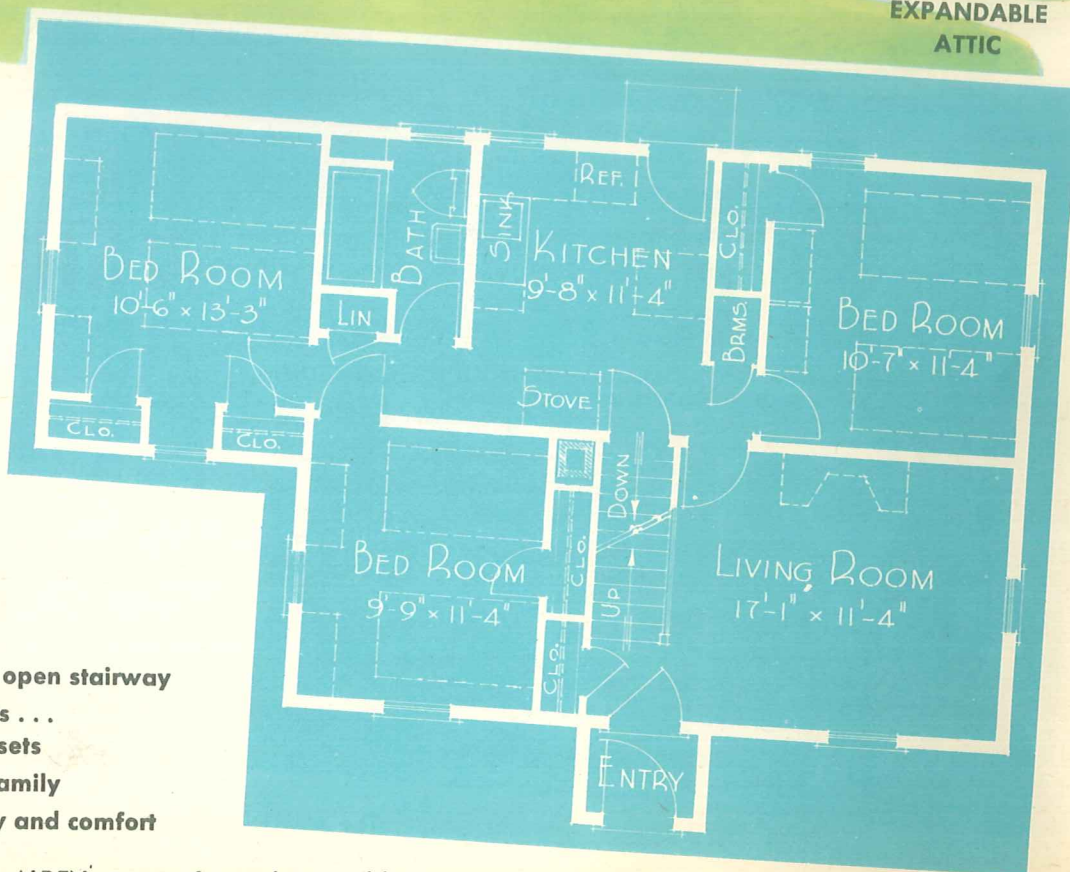 EXPANDABLE
ATTIC
BED ROOM
10'-6" x 13'-3"
BATH
LIN
SINK
REF.
KITCHEN
9'-8" x 11'-4"
STOVE
CLO.
BRMS.
BED ROOM
10'-7" x 11'-4"
CLO.
CLO.
BED ROOM
9'-9" x 11'-4"
CLO.
CLO.
DOWN
UP
LIVING ROOM
17'-1" x 11'-4"
ENTRY
open stairway
s ...
sets
amily
y and comfort